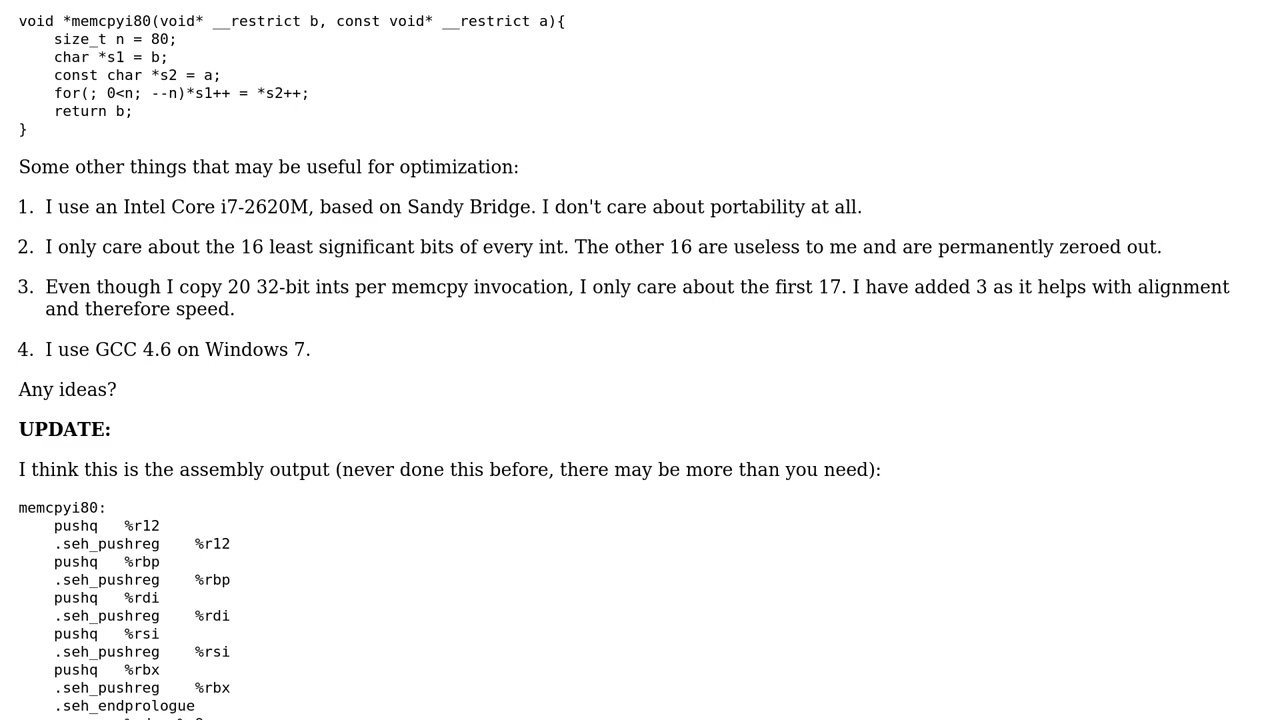 void *memcpyi80(void* __restrict b, const void* __restrict a){
    size_t n = 80;
    char *s1 = b;
    const char *s2 = a;
    for(; 0<n; --n)*s1++ = *s2++;
    return b;
}
Some other things that may be useful for optimization:
1. I use an Intel Core i7-2620M, based on Sandy Bridge. I don't care about portability at all.
2. I only care about the 16 least significant bits of every int. The other 16 are useless to me and are permanently zeroed out.
3. Even though I copy 20 32-bit ints per memcpy invocation, I only care about the first 17. I have added 3 as it helps with alignment
and therefore speed.
4. I use GCC 4.6 on Windows 7.
Any ideas?
UPDATE:
I think this is the assembly output (never done this before, there may be more than you need):
memcpyi80:
    pushq   %r12
    .seh_pushreg    %r12
    pushq   %rbp
    .seh_pushreg    %rbp
    pushq   %rdi
    .seh_pushreg    %rdi
    pushq   %rsi
    .seh_pushreg    %rsi
    pushq   %rbx
    .seh_pushreg    %rbx
    .seh_endprologue